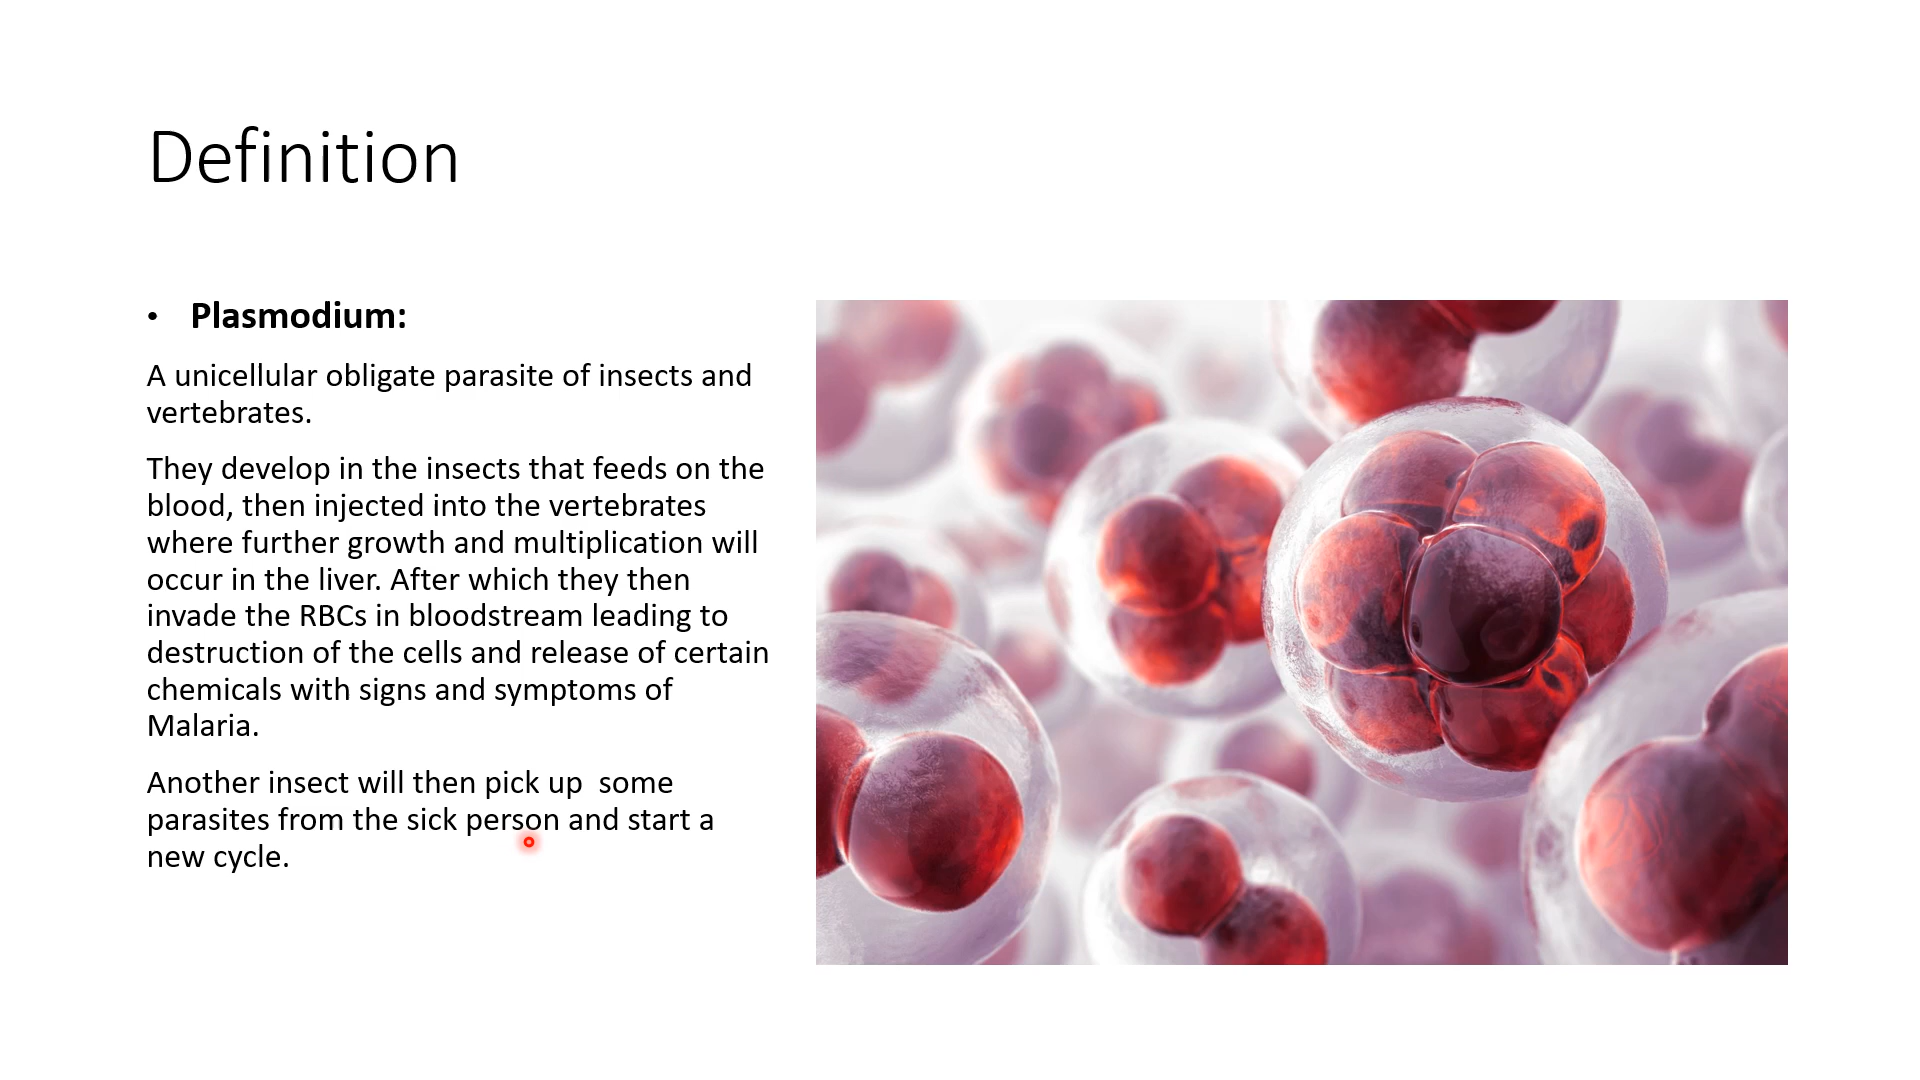 Definition
• Plasmodium:
A unicellular obligate parasite of insects and
vertebrates.
They develop in the insects that feeds on the
blood, then injected into the vertebrates
where further growth and multiplication will
occur in the liver. After which they then
invade the RBCs in bloodstream leading to
destruction of the cells and release of certain
chemicals with signs and symptoms of
Malaria.
Another insect will then pick up  some
parasites from the sick person and start a
new cycle.